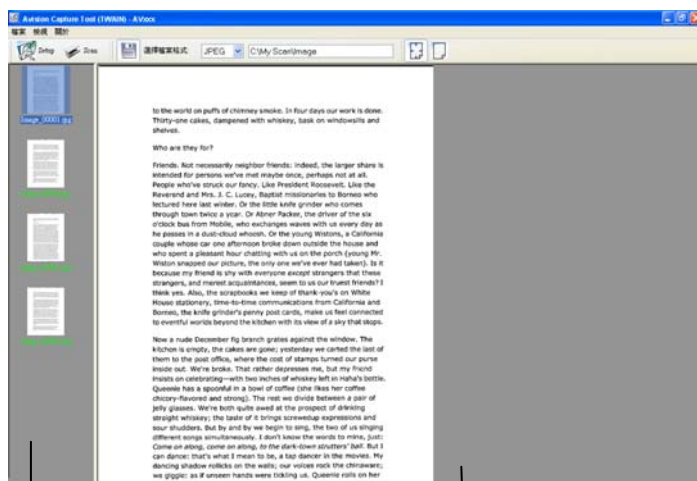 Avision Capture Tool (TWAIN) - AV:xxx
檔案 檢視 關於
Setup Scan 選擇檔案格式 JPEG C:\My Scan\Image
Image_00001.jpg
to the world on puffs of chimney smoke. In four days our work is done.
Thirty-one cakes, dampened with whiskey, bask on windowsills and
shelves.
Who are they for?
Friends. Not necessarily neighbor friends: indeed, the larger share is
intended for persons we've met maybe once, perhaps not at all.
People who've struck our fancy. Like President Roosevelt. Like the
Reverend and Mrs. J. C. Lucey, Baptist missionaries to Borneo who
lectured here last winter. Or the little knife grinder who comes
through town twice a year. Or Abner Packer, the driver of the six
o'clock bus from Mobile, who exchanges waves with us every day as
he passes in a dust-cloud whoosh. Or the young Wistons, a California
couple whose car one afternoon broke down outside the house and
who spent a pleasant hour chatting with us on the porch (young Mr.
Wiston snapped our picture, the only one we've ever had taken). Is it
because my friend is shy with everyone except strangers that these
strangers, and merest acquaintances, seem to us our truest friends? I
think yes. Also, the scrapbooks we keep of thank-you's on White
House stationery, time-to-time communications from California and
Borneo, the knife grinder's penny post cards, make us feel connected
to eventful worlds beyond the kitchen with its view of a sky that stops.
Now a nude December fig branch grates against the window. The
kitchen is empty, the cakes are gone; yesterday we carted the last of
them to the post office, where the cost of stamps turned our purse
inside out. We're broke. That rather depresses me, but my friend
insists on celebrating—with two inches of whiskey left in Haha's bottle.
Queenie has a spoonful in a bowl of coffee (she likes her coffee
chicory-flavored and strong). The rest we divide between a pair of
jelly glasses. We're both quite awed at the prospect of drinking
straight whiskey; the taste of it brings screwedup expressions and
sour shudders. But by and by we begin to sing, the two of us singing
different songs simultaneously. I don't know the words to mine, just:
Come on along, come on along, to the dark-town strutters' ball. But I
can dance: that's what I mean to be, a tap dancer in the movies. My
dancing shadow rollicks on the walls; our voices rock the chinaware;
we giggle: as if unseen hands were tickling us. Queenie rolls on her